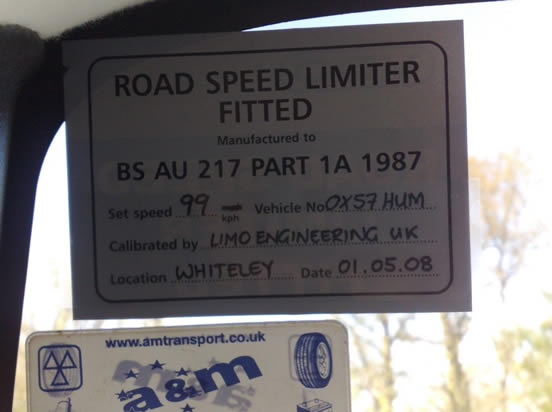 ROAD SPEED LIMITER
FITTED
Manufactured to
BS AU 217 PART 1A 1987
Set speed 99 kph Vehicle No OX57 HUM
Calibrated by LIMO ENGINEERING UK
Location WHITELEY Date 01.05.08
www.amtransport.co.uk
a&m